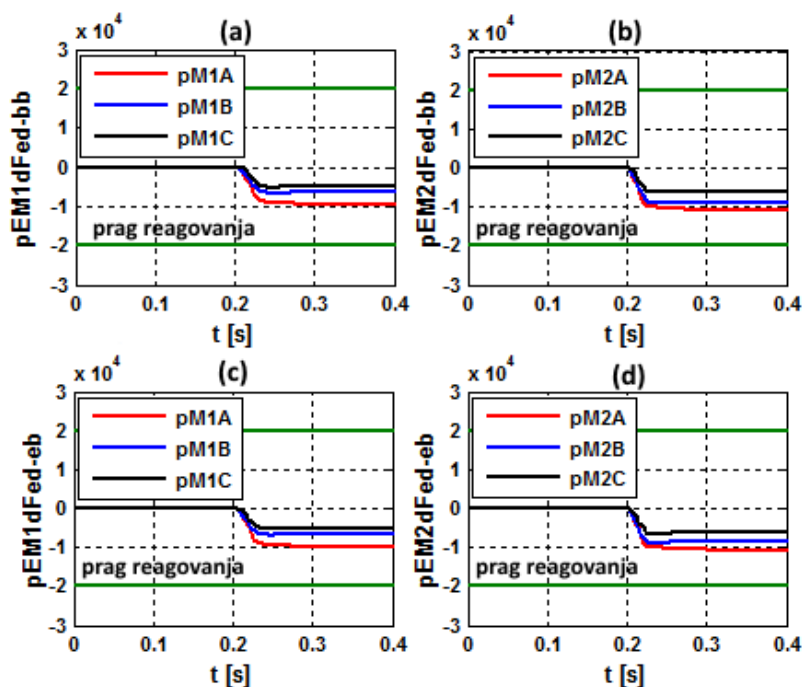 x 10^4 (a)
3
2
1
0
-1
-2
-3
pM1A
pM1B
pM1C
prag reagovanja
pEM1dFed-bb
0 0.1 0.2 0.3 0.4
t [s]
x 10^4 (b)
3
2
1
0
-1
-2
-3
pM2A
pM2B
pM2C
prag reagovanja
pEM2dFed-bb
0 0.1 0.2 0.3 0.4
t [s]
x 10^4 (c)
3
2
1
0
-1
-2
-3
pM1A
pM1B
pM1C
prag reagovanja
pEM1dFed-eb
0 0.1 0.2 0.3 0.4
t [s]
x 10^4 (d)
3
2
1
0
-1
-2
-3
pM2A
pM2B
pM2C
prag reagovanja
pEM2dFed-eb
0 0.1 0.2 0.3 0.4
t [s]